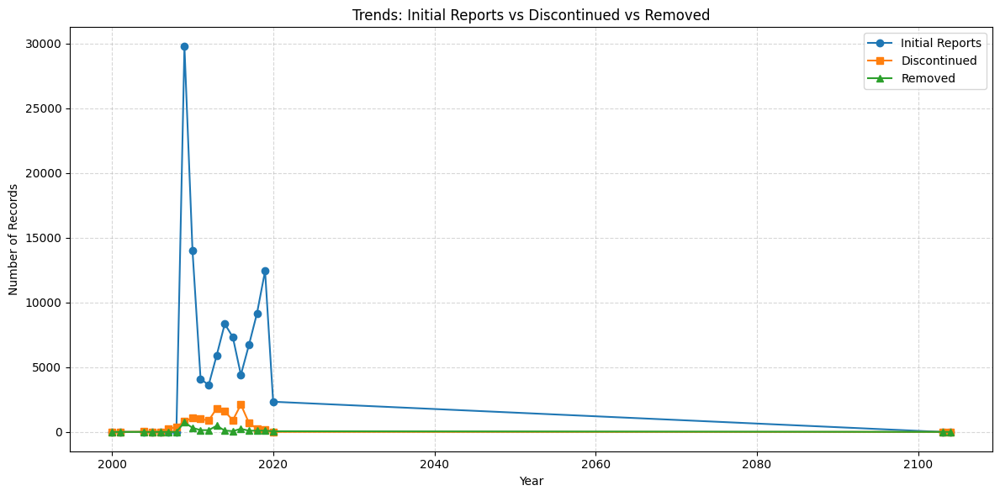 Trends: Initial Reports vs Discontinued vs Removed
Initial Reports
Discontinued
Removed
Number of Records
30000
25000
20000
15000
10000
5000
0
2000
2020
2040
2060
2080
2100
Year